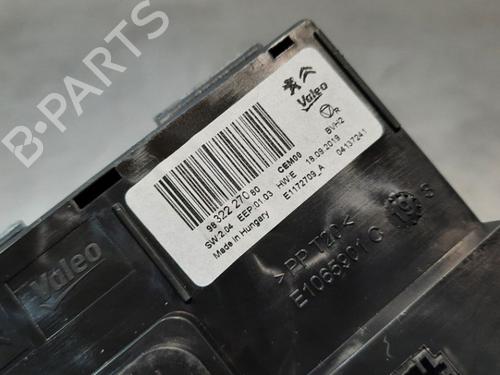 B-PARTS
Valeo
R
BVH2
98 322 270 80
CEM09
SW:2.04 EEP:01.03 HW:E 18.09.2019
Made in Hungary
E1172709_A 04137241
Valeo
>PP T20<
E1066901 C
S